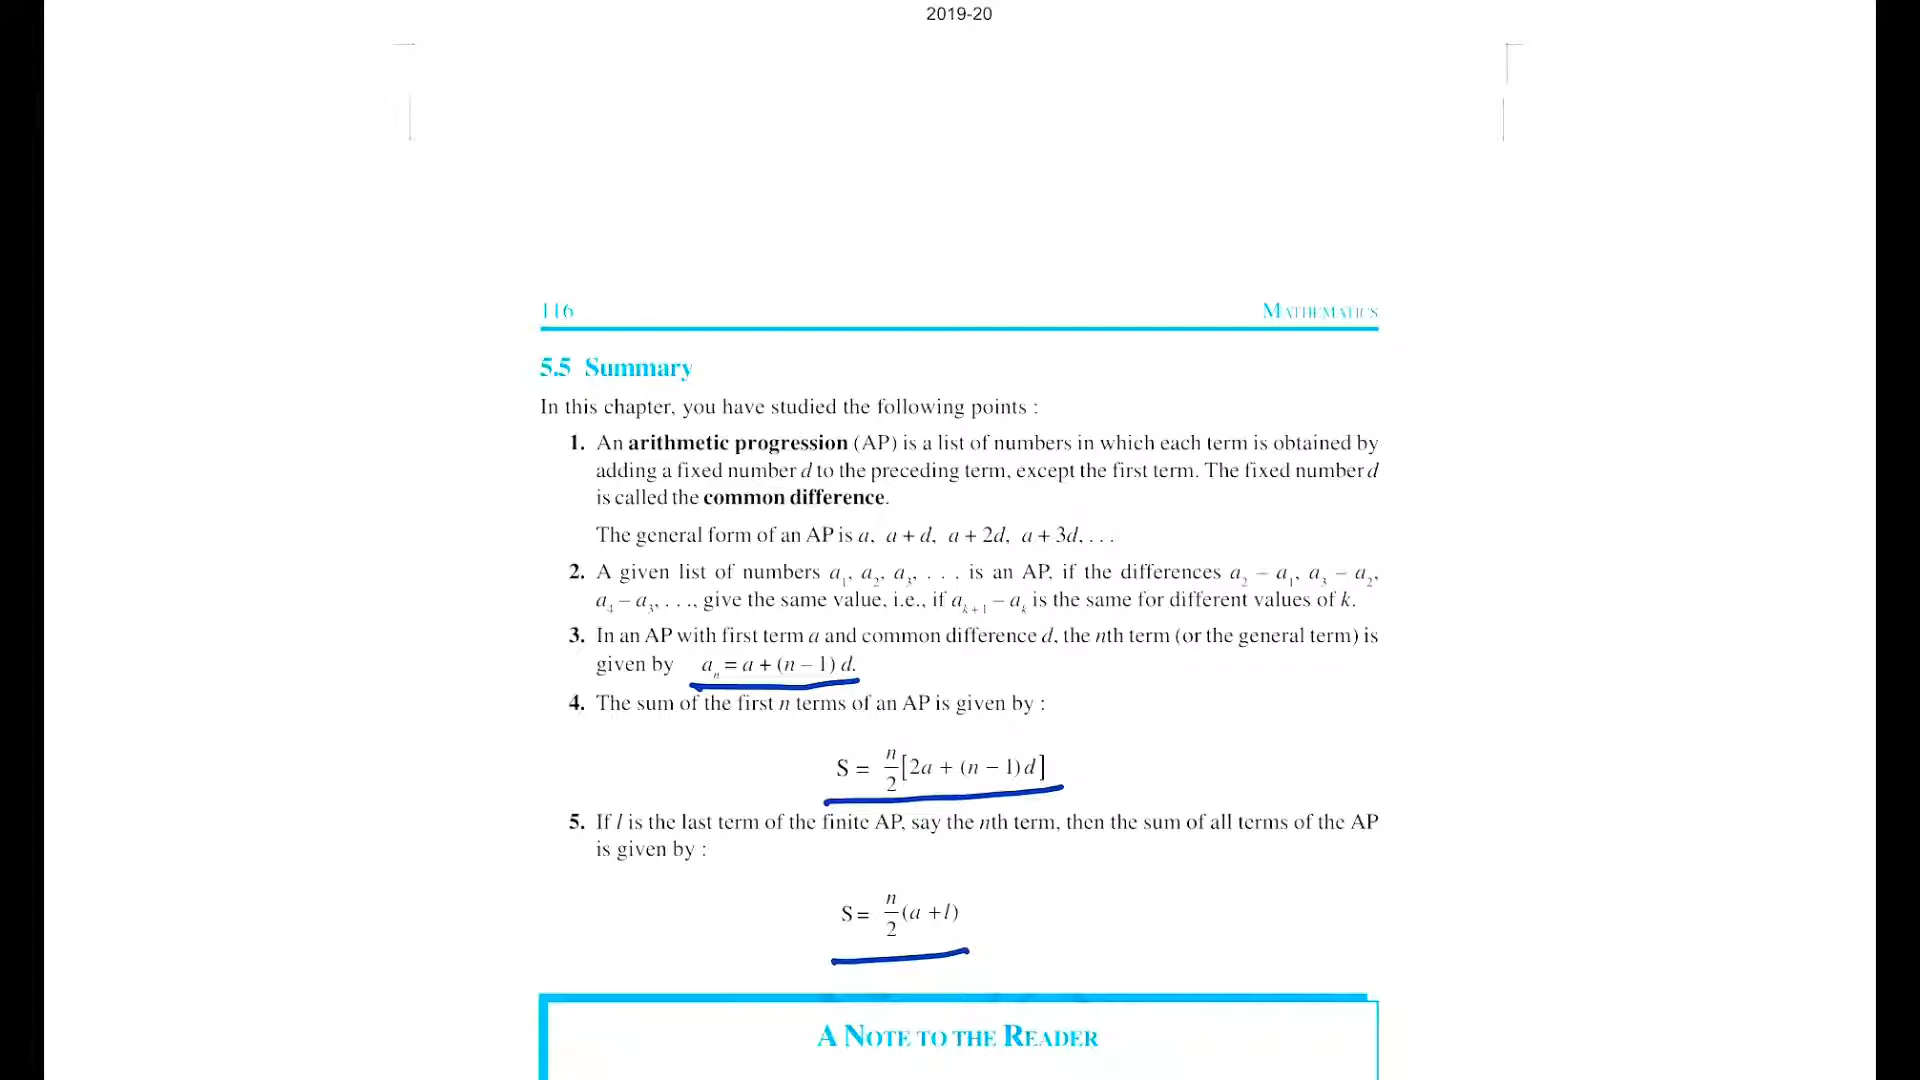 2019-20
116 MATHEMATICS
5.5 Summary
In this chapter, you have studied the following points :
1. An arithmetic progression (AP) is a list of numbers in which each term is obtained by
adding a fixed number d to the preceding term, except the first term. The fixed number d
is called the common difference.
The general form of an AP is a, a + d, a + 2d, a + 3d, . . .
2. A given list of numbers a₁, a₂, a₃, . . . is an AP, if the differences a₂ – a₁, a₃ – a₂,
a₄ – a₃, . . ., give the same value, i.e., if aₖ₊₁ – aₖ is the same for different values of k.
3. In an AP with first term a and common difference d, the nth term (or the general term) is
given by aₙ = a + (n – 1) d.
4. The sum of the first n terms of an AP is given by :
S = n/2 [2a + (n – 1) d]
5. If l is the last term of the finite AP, say the nth term, then the sum of all terms of the AP
is given by :
S = n/2 (a + l)
A NOTE TO THE READER